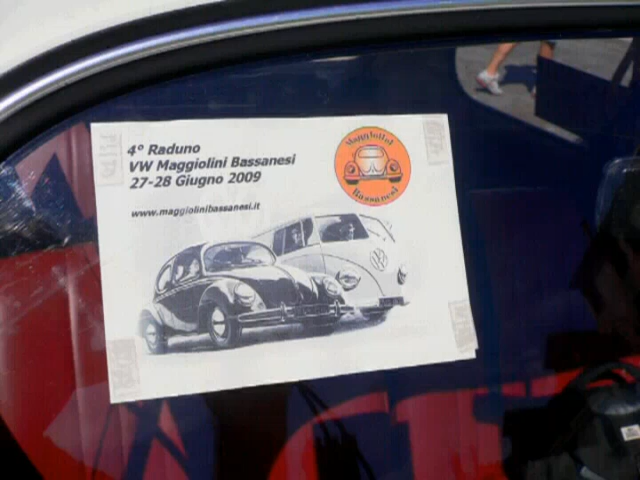 4° Raduno
VW Maggiolini Bassanesi
27-28 Giugno 2009
www.maggiolinibassanesi.it
Maggiolini
Bassanesi